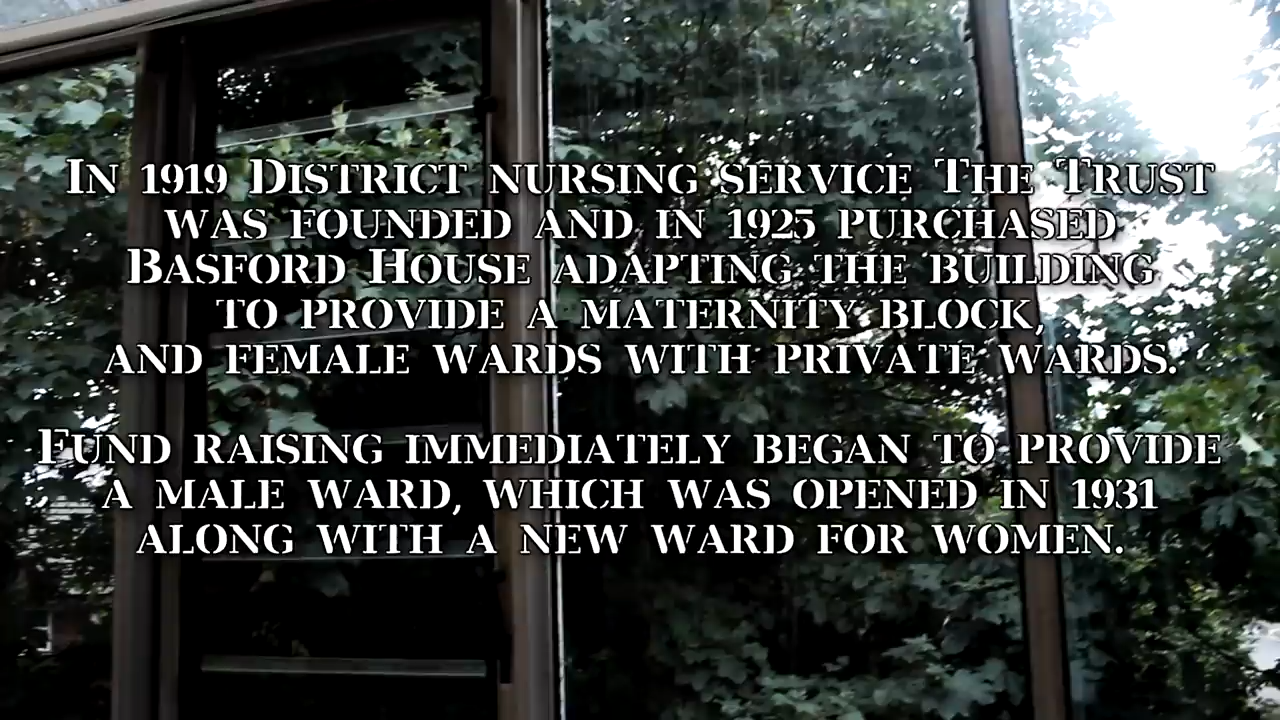 In 1919 District nursing service The Trust
was founded and in 1925 purchased
Basford House adapting the building
to provide a maternity block,
and female wards with private wards.
Fund raising immediately began to provide
a male ward, which was opened in 1931
along with a new ward for women.